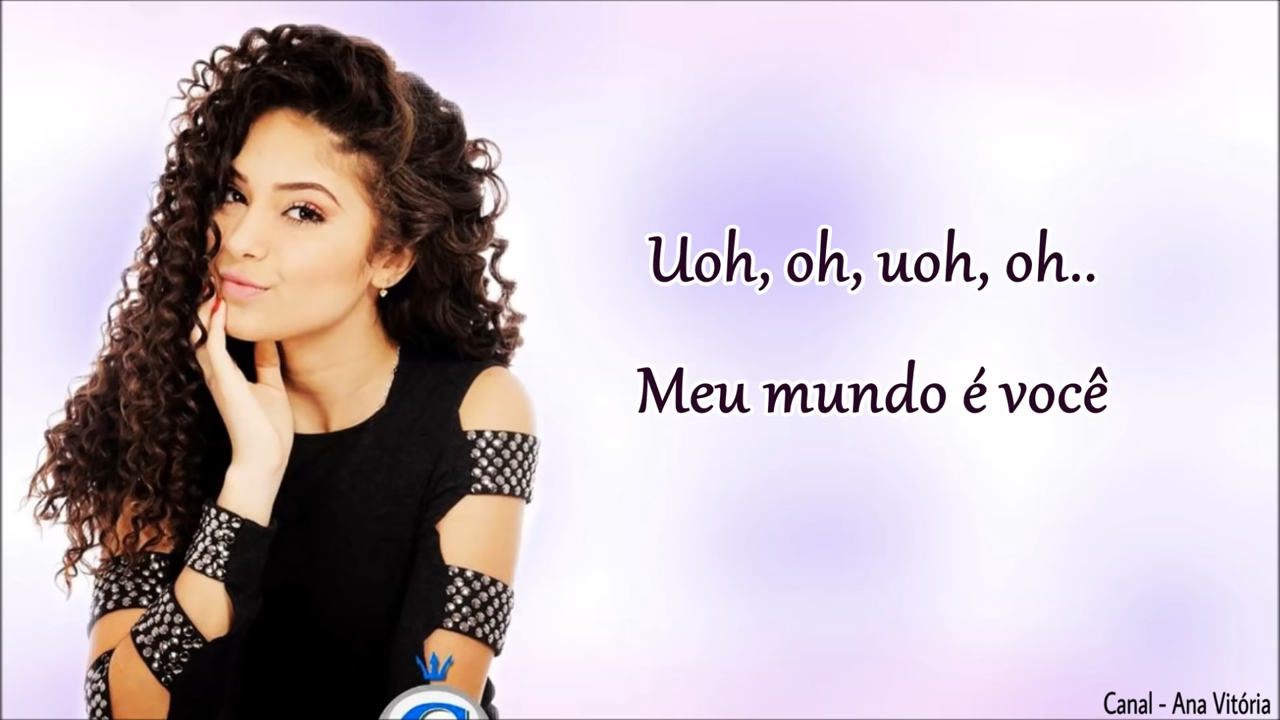 Uoh, oh, uoh, oh..
Meu mundo é você
Canal - Ana Vitória